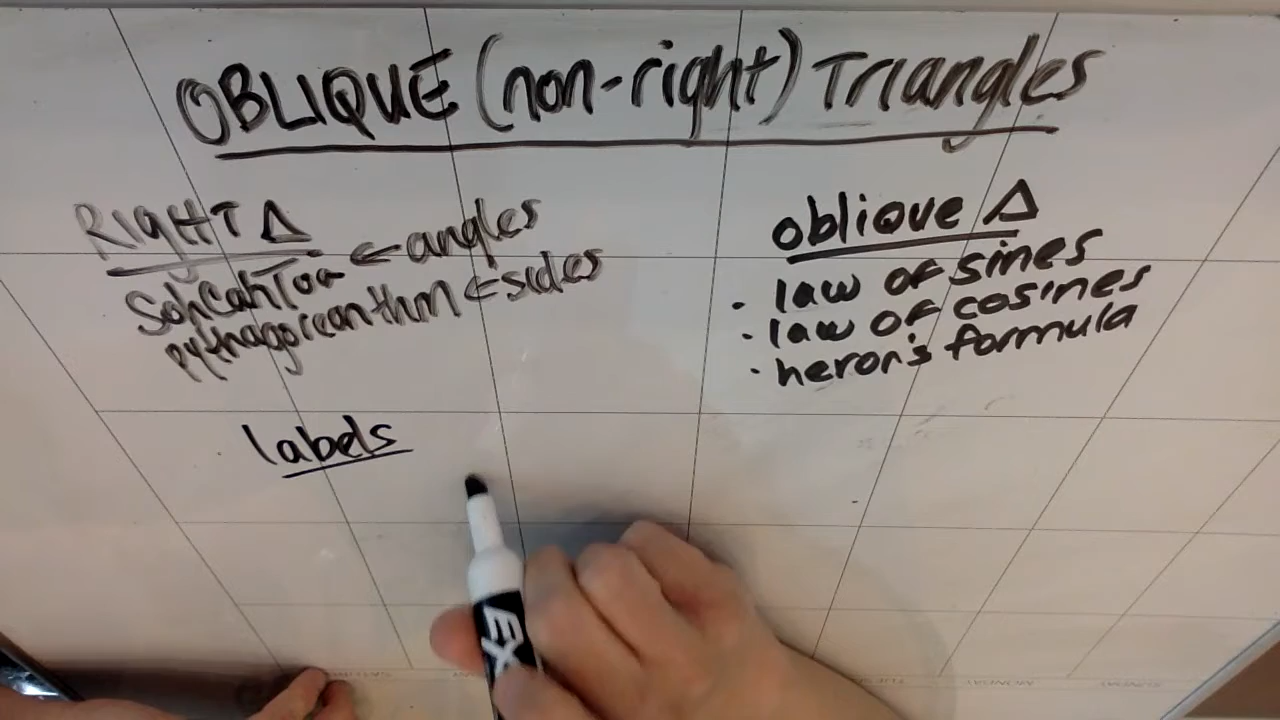 OBLIQUE (non-right) Triangles
RIGHT Δ
SohCahToa ← angles
pythagorean thm ← sides
oblique Δ
· law of sines
· law of cosines
· heron's formula
labels
EX